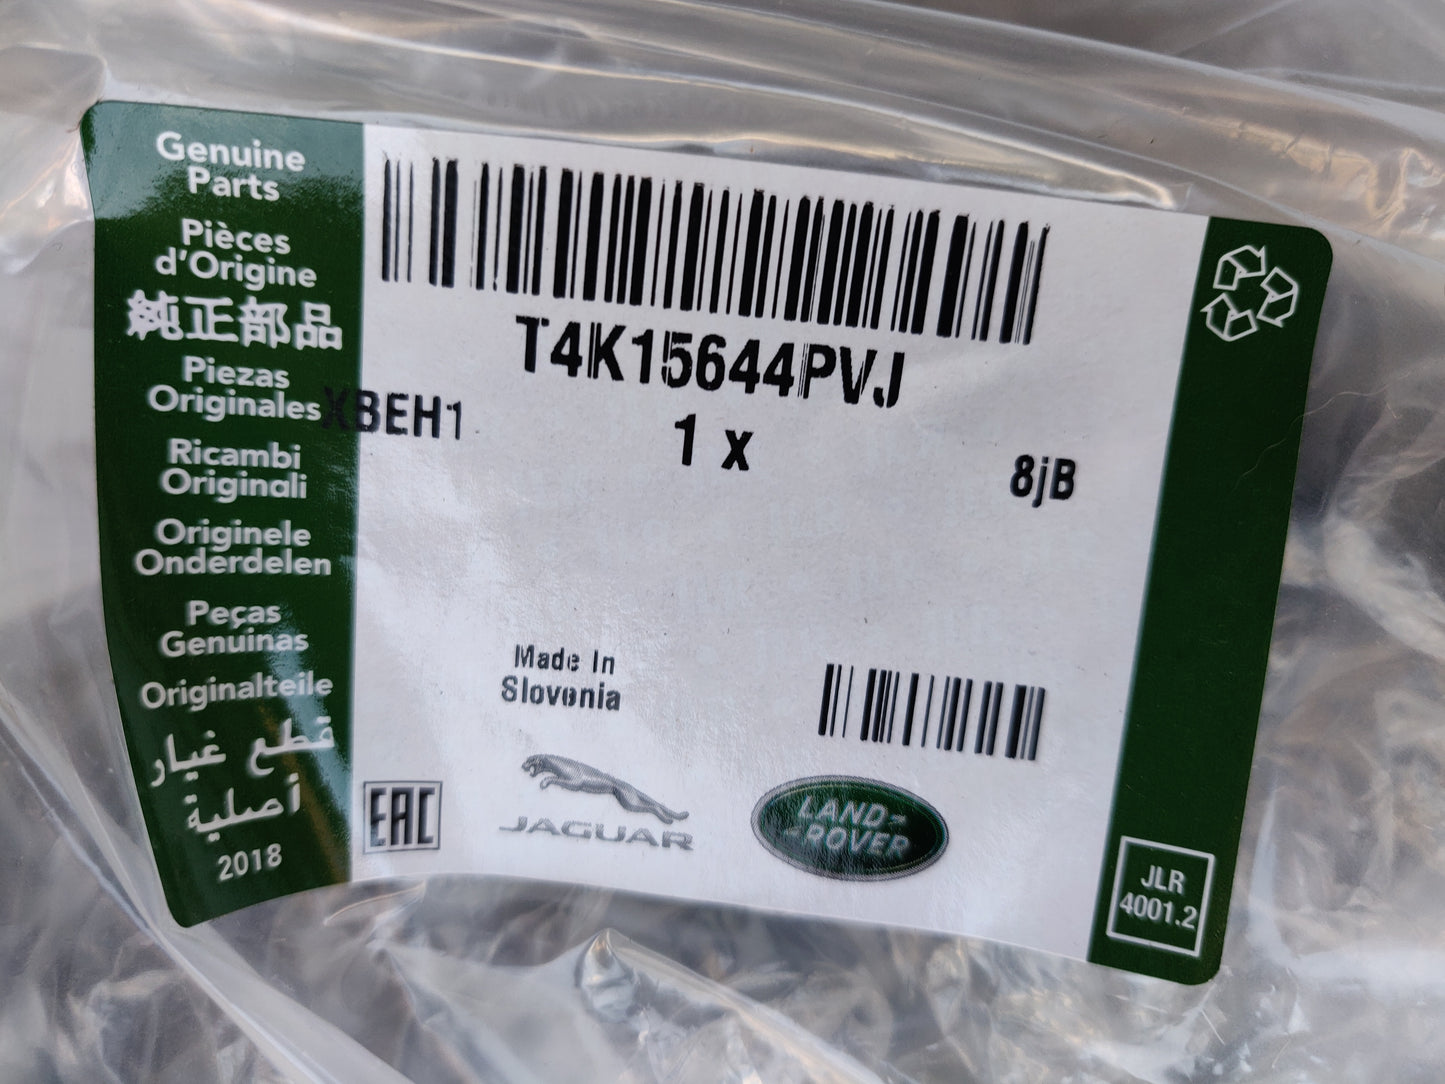 Genuine
Parts
Pièces
d'Origine
純正部品
Piezas
Originales
Ricambi
Originali
Originele
Onderdelen
Peças
Genuinas
Originalteile
قطع غيار
أصلية
2018
T4K15644PVJ
XBEH1
1 x
8jB
Made In
Slovenia
EAC
JAGUAR
LAND-
-ROVER
JLR
4001.2